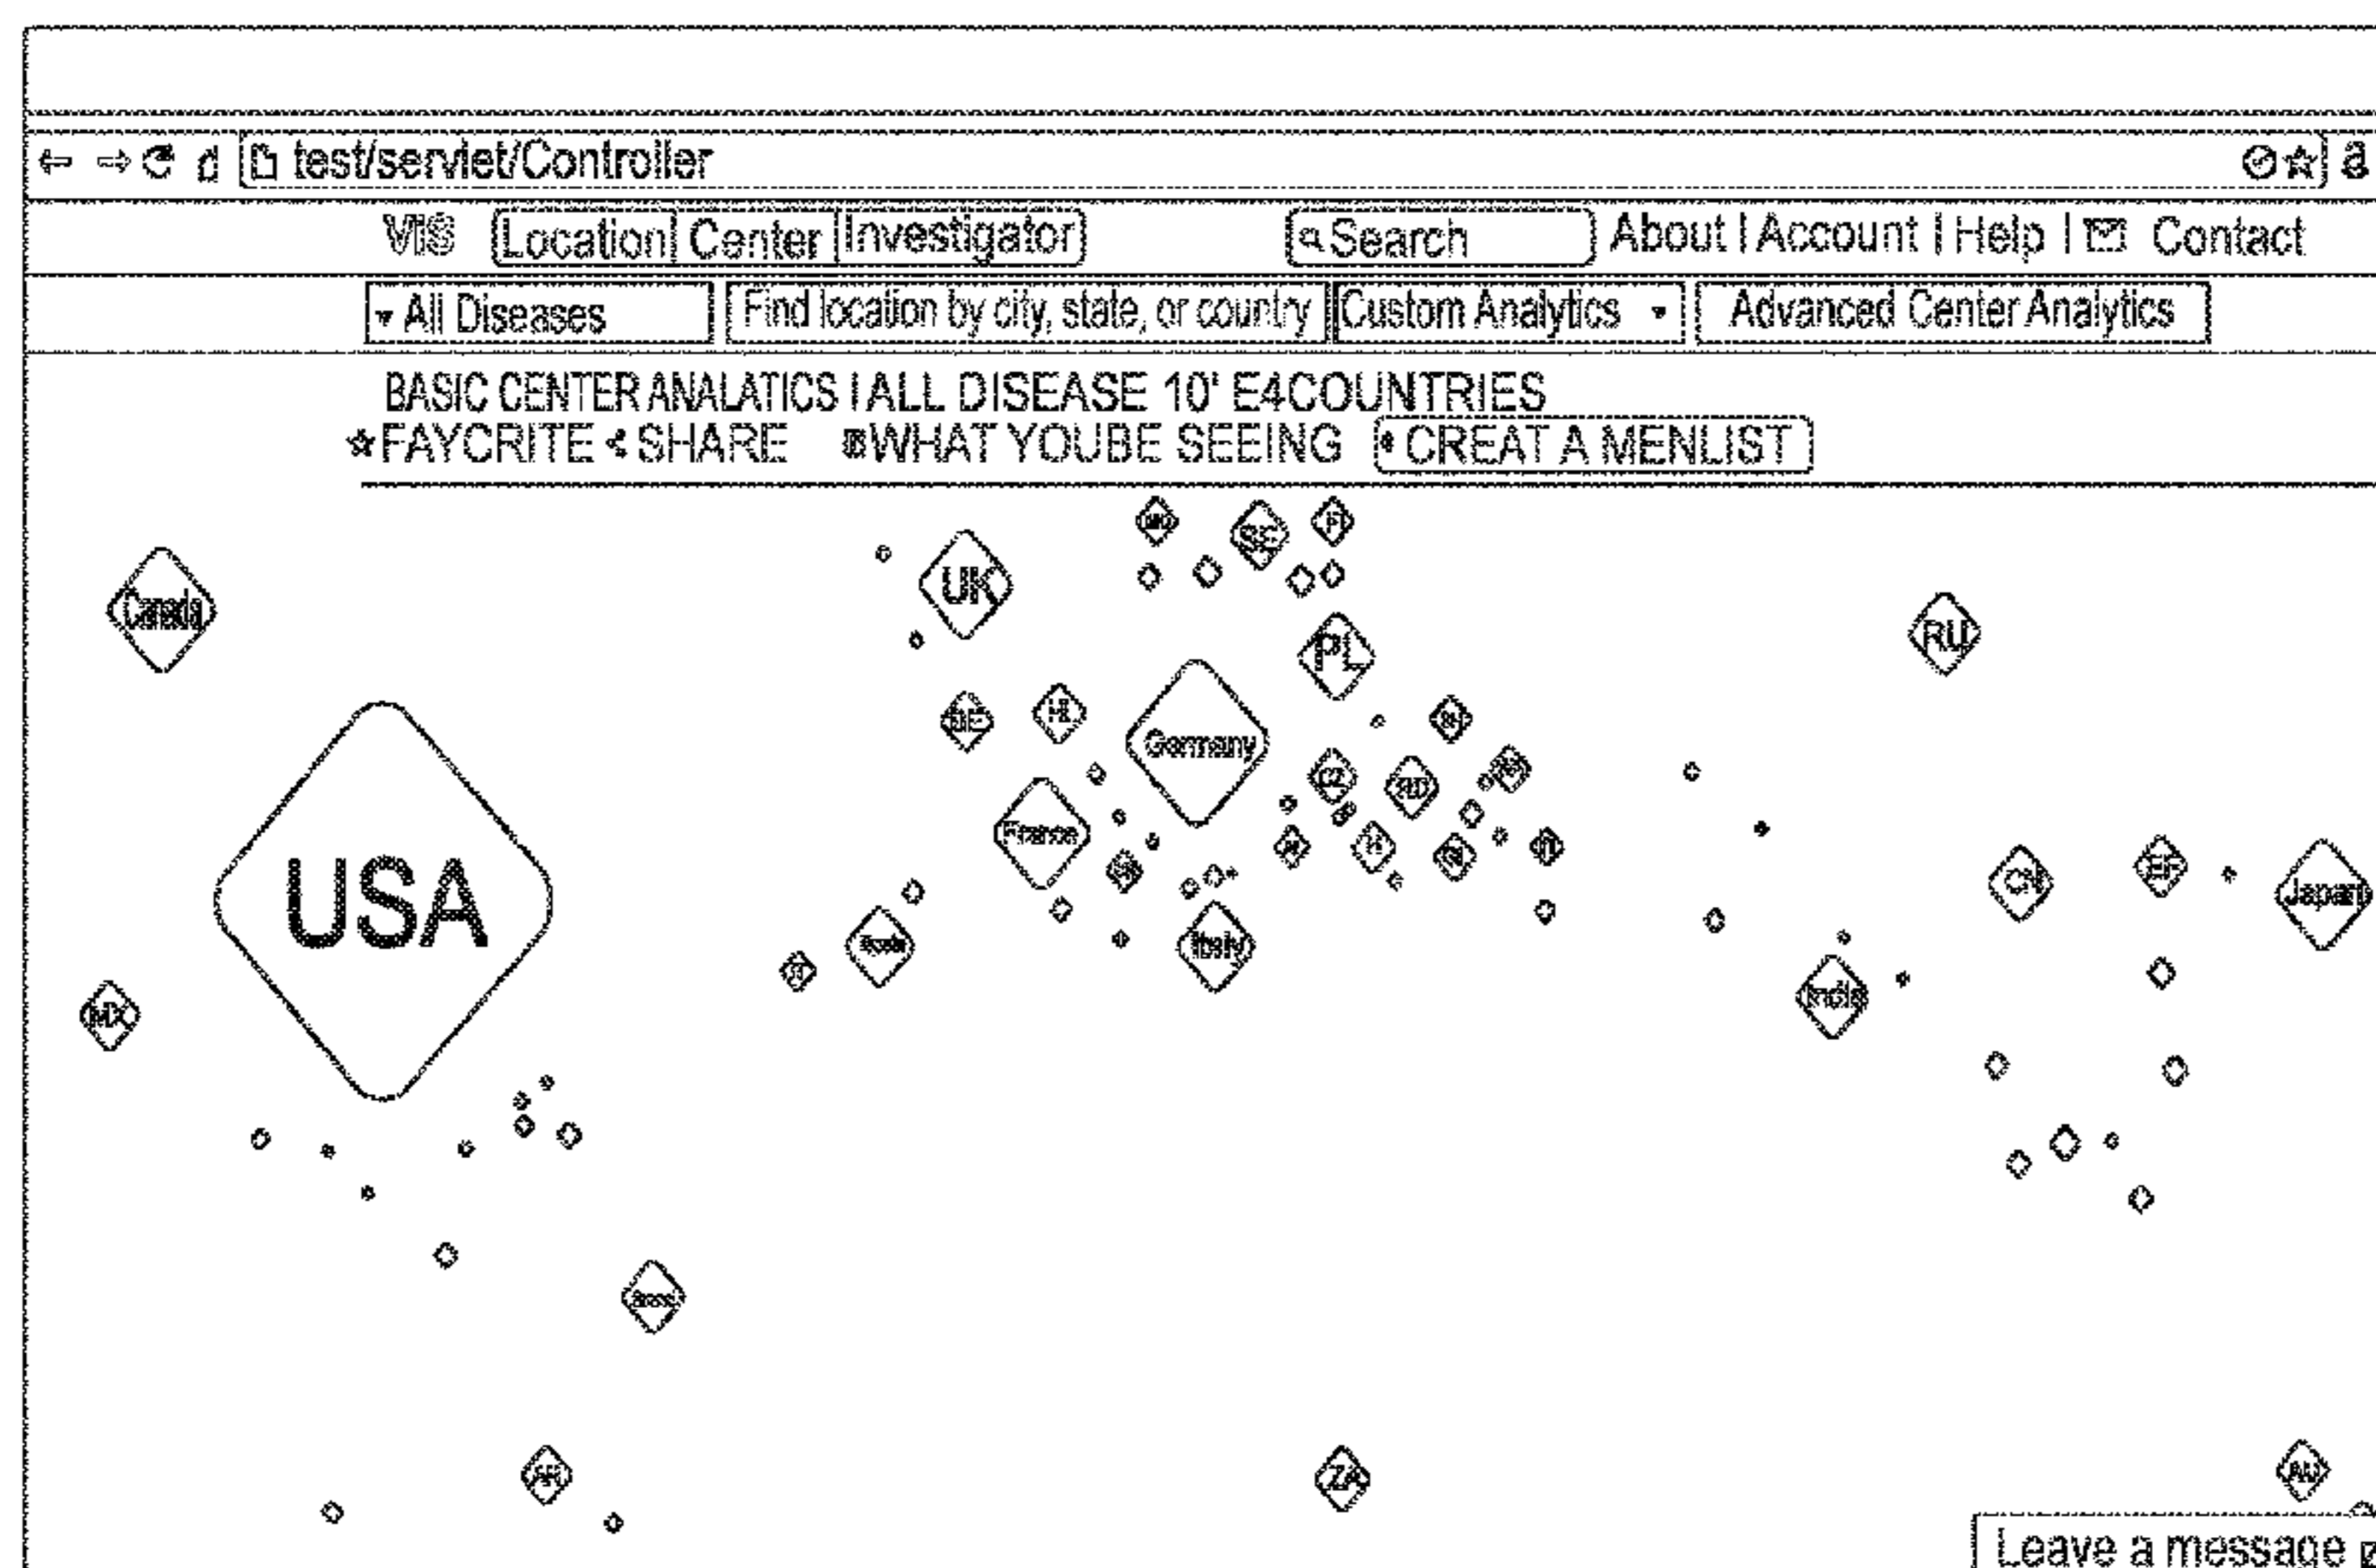 test/servlet/Controller
VIS Location Center Investigator Search About | Account | Help | Contact
All Diseases Find location by city, state, or country Custom Analytics Advanced Center Analytics
BASIC CENTER ANALATICS | ALL DISEASE 10' E4COUNTRIES
FAYCRITE SHARE WHAT YOUBE SEEING CREAT A MENLIST
SE
UK
Canada
RU
PL
Germany
France
USA
CN
Japan
Italy
India
MX
ZA
AU
Leave a message